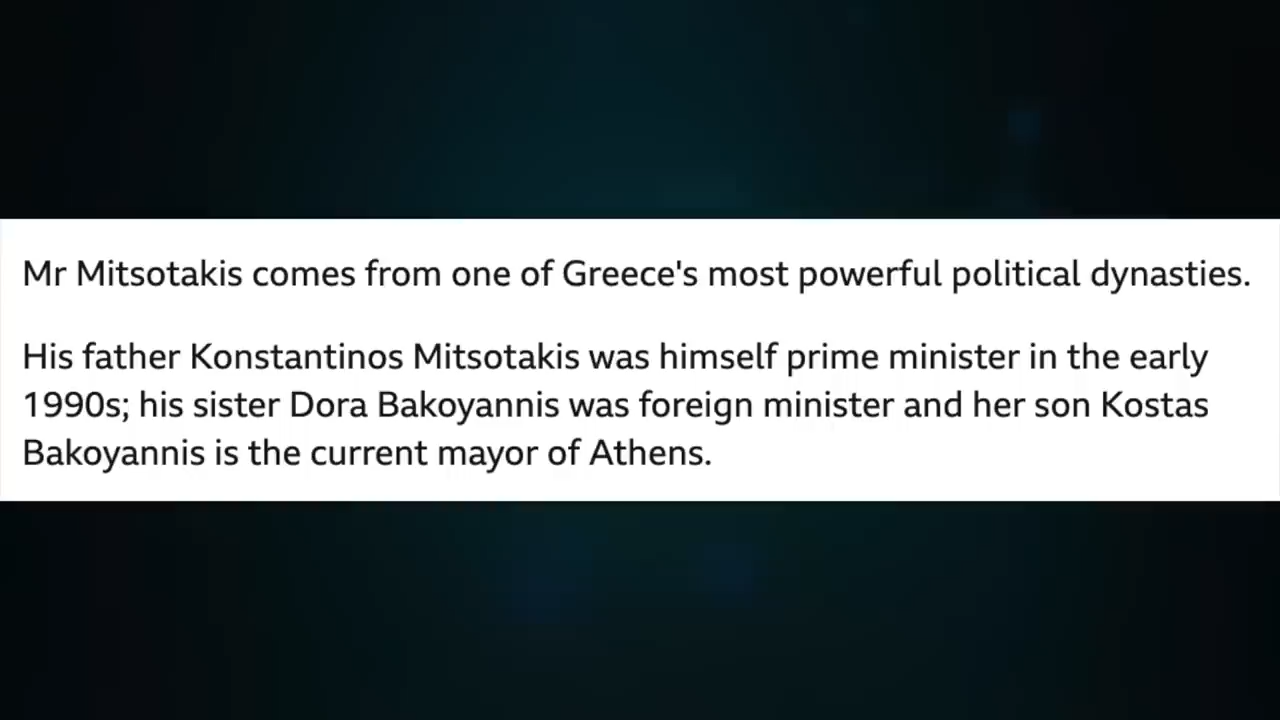 Mr Mitsotakis comes from one of Greece's most powerful political dynasties.
His father Konstantinos Mitsotakis was himself prime minister in the early
1990s; his sister Dora Bakoyannis was foreign minister and her son Kostas
Bakoyannis is the current mayor of Athens.